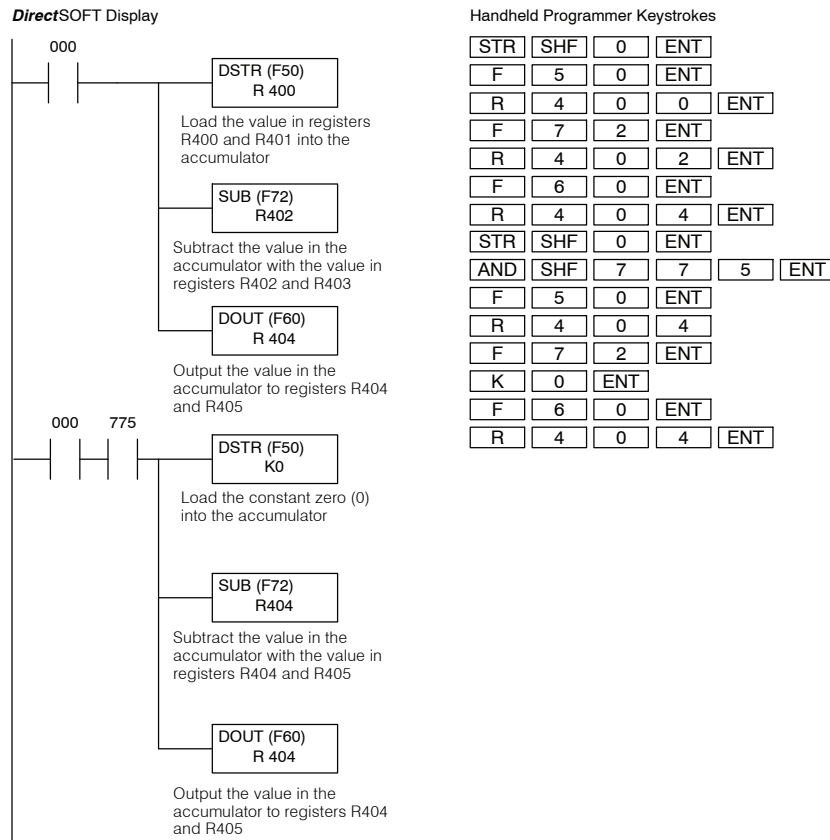 DirectSOFT Display
000
DSTR (F50)
R 400
Load the value in registers
R400 and R401 into the
accumulator
SUB (F72)
R402
Subtract the value in the
accumulator with the value in
registers R402 and R403
DOUT (F60)
R 404
Output the value in the
accumulator to registers R404
and R405
000 775
DSTR (F50)
K0
Load the constant zero (0)
into the accumulator
SUB (F72)
R404
Subtract the value in the
accumulator with the value in
registers R404 and R405
DOUT (F60)
R 404
Output the value in the
accumulator to registers R404
and R405
Handheld Programmer Keystrokes
STR SHF 0 ENT
F 5 0 ENT
R 4 0 0 ENT
F 7 2 ENT
R 4 0 2 ENT
F 6 0 ENT
R 4 0 4 ENT
STR SHF 0 ENT
AND SHF 7 7 5 ENT
F 5 0 ENT
R 4 0 4
F 7 2 ENT
K 0 ENT
F 6 0 ENT
R 4 0 4 ENT